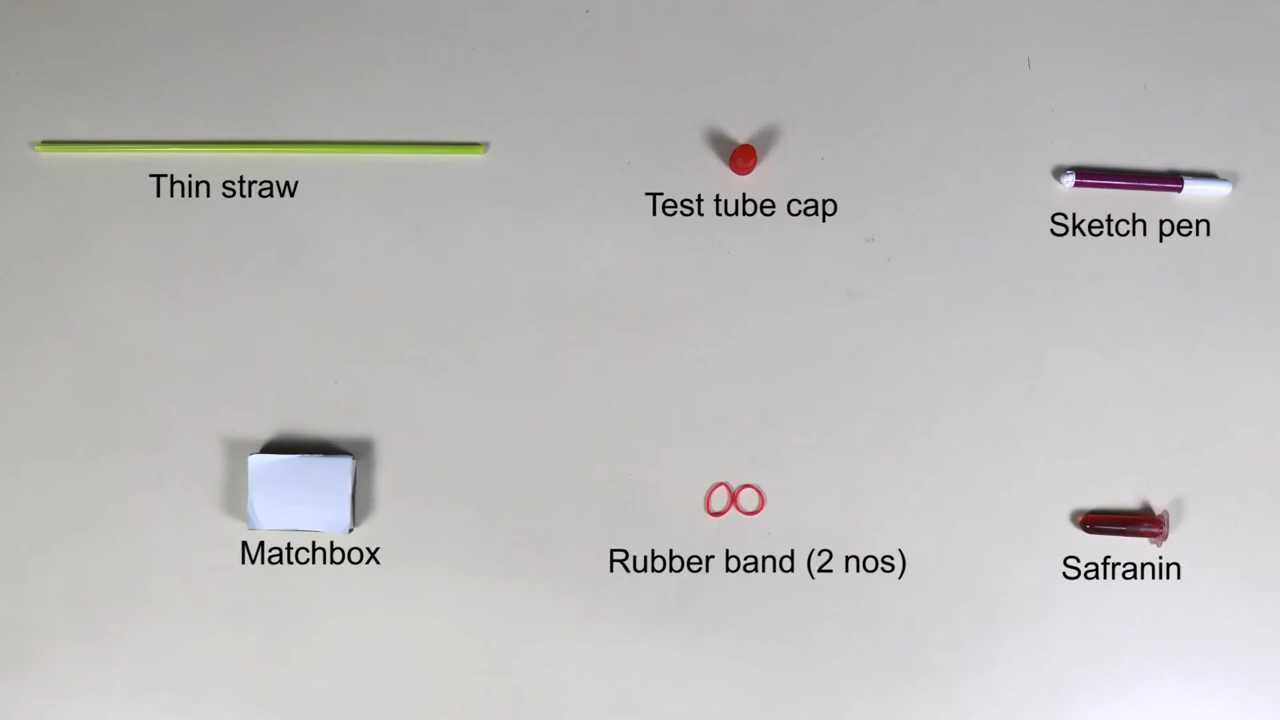 Thin straw
Test tube cap
Sketch pen
Matchbox
Rubber band (2 nos)
Safranin